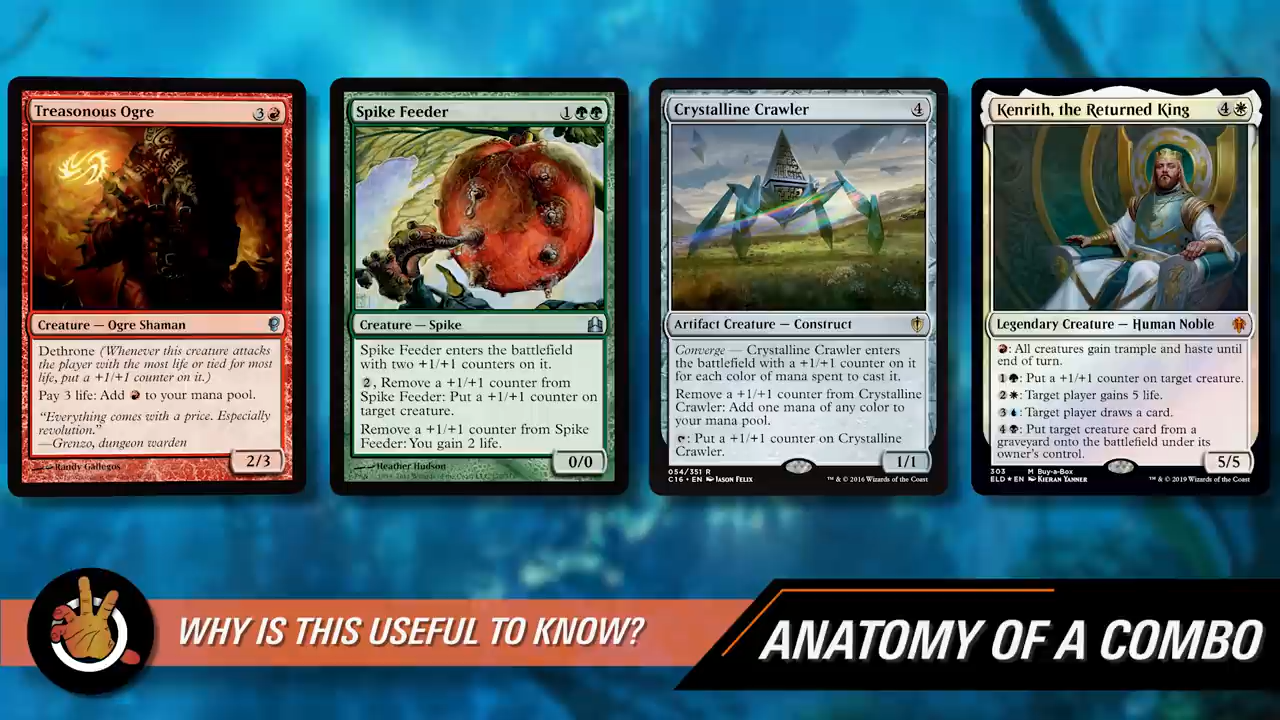 Treasonous Ogre 3
Creature — Ogre Shaman
Dethrone (Whenever this creature attacks
the player with the most life or tied for most
life, put a +1/+1 counter on it.)
Pay 3 life: Add to your mana pool.
"Everything comes with a price. Especially
revolution."
—Grenzo, dungeon warden
Randy Gallegos
2/3
Spike Feeder 1
Creature — Spike
Spike Feeder enters the battlefield
with two +1/+1 counters on it.
2, Remove a +1/+1 counter from
Spike Feeder: Put a +1/+1 counter on
target creature.
Remove a +1/+1 counter from Spike
Feeder: You gain 2 life.
Heather Hudson
0/0
Crystalline Crawler 4
Artifact Creature — Construct
Converge — Crystalline Crawler enters
the battlefield with a +1/+1 counter on it
for each color of mana spent to cast it.
Remove a +1/+1 counter from Crystalline
Crawler: Add one mana of any color to
your mana pool.
: Put a +1/+1 counter on Crystalline
Crawler.
1/1
054/351 R
C16 • EN JASON FELIX
™ & © 2016 Wizards of the Coast
Kenrith, the Returned King 4
Legendary Creature — Human Noble
: All creatures gain trample and haste until
end of turn.
1: Put a +1/+1 counter on target creature.
2: Target player gains 5 life.
3: Target player draws a card.
4: Put target creature card from a
graveyard onto the battlefield under its
owner's control.
5/5
303 M Buy-a-Box
ELD ★ EN KIERAN YANNER
™ & © 2019 Wizards of the Coast
WHY IS THIS USEFUL TO KNOW?
ANATOMY OF A COMBO